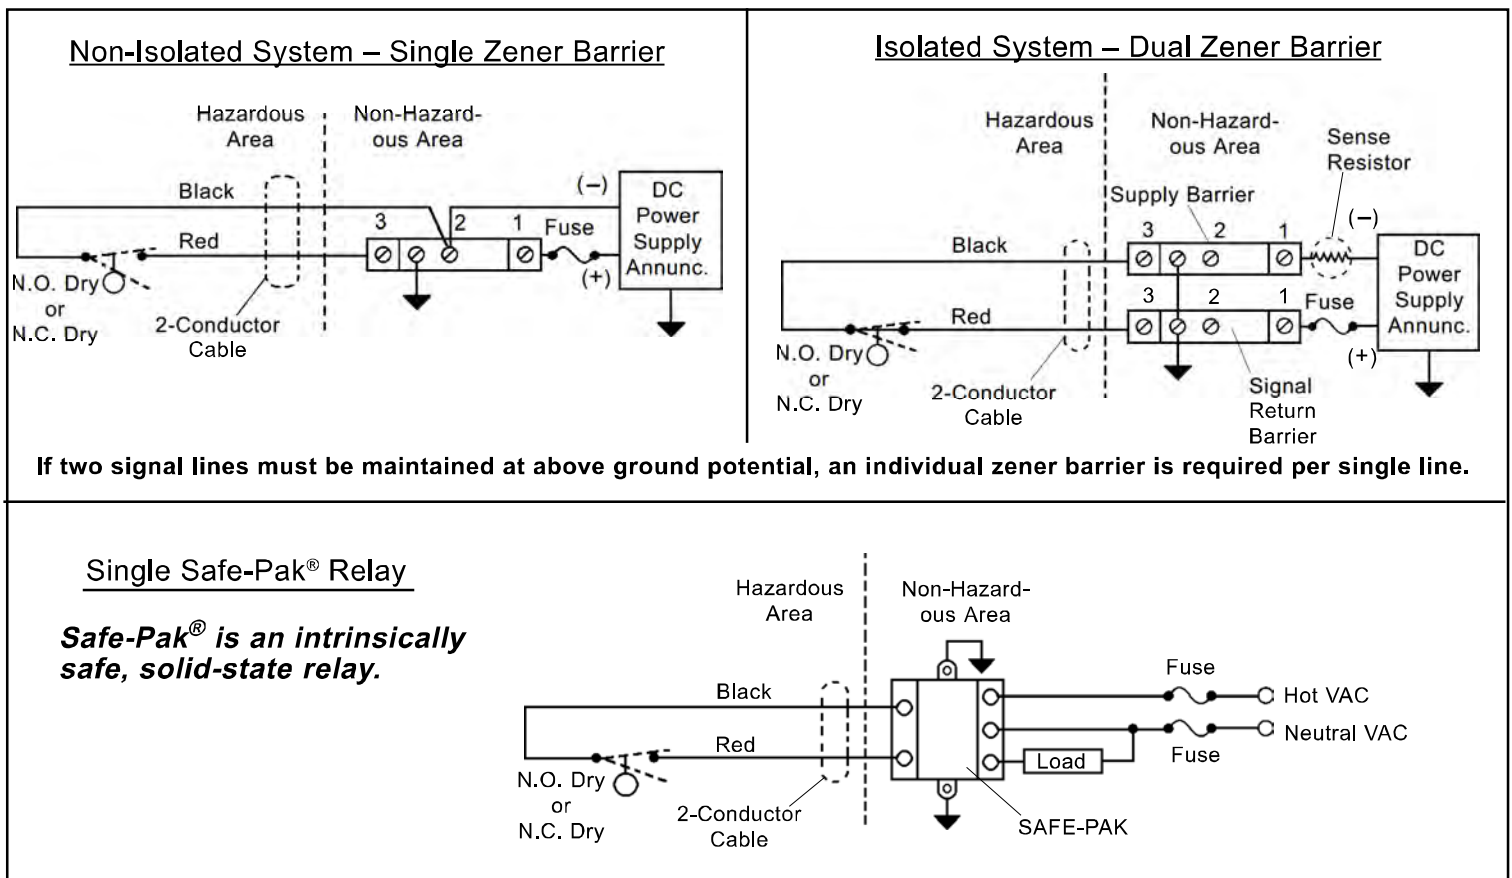 Non-Isolated System – Single Zener Barrier
Hazardous
Area
Non-Hazard-
ous Area
Black
Red
3
2
1
Fuse
(–)
(+)
DC
Power
Supply
Annunc.
N.O. Dry
or
N.C. Dry
2-Conductor
Cable
Isolated System – Dual Zener Barrier
Hazardous
Area
Non-Hazard-
ous Area
Sense
Resistor
Supply Barrier
(–)
3
2
1
Black
DC
Power
Supply
Annunc.
3
2
1
Fuse
Red
(+)
N.O. Dry
or
N.C. Dry
2-Conductor
Cable
Signal
Return
Barrier
If two signal lines must be maintained at above ground potential, an individual zener barrier is required per single line.
Single Safe-Pak® Relay
Safe-Pak® is an intrinsically
safe, solid-state relay.
Hazardous
Area
Non-Hazard-
ous Area
Black
Red
Fuse
Hot VAC
Neutral VAC
Fuse
Load
N.O. Dry
or
N.C. Dry
2-Conductor
Cable
SAFE-PAK